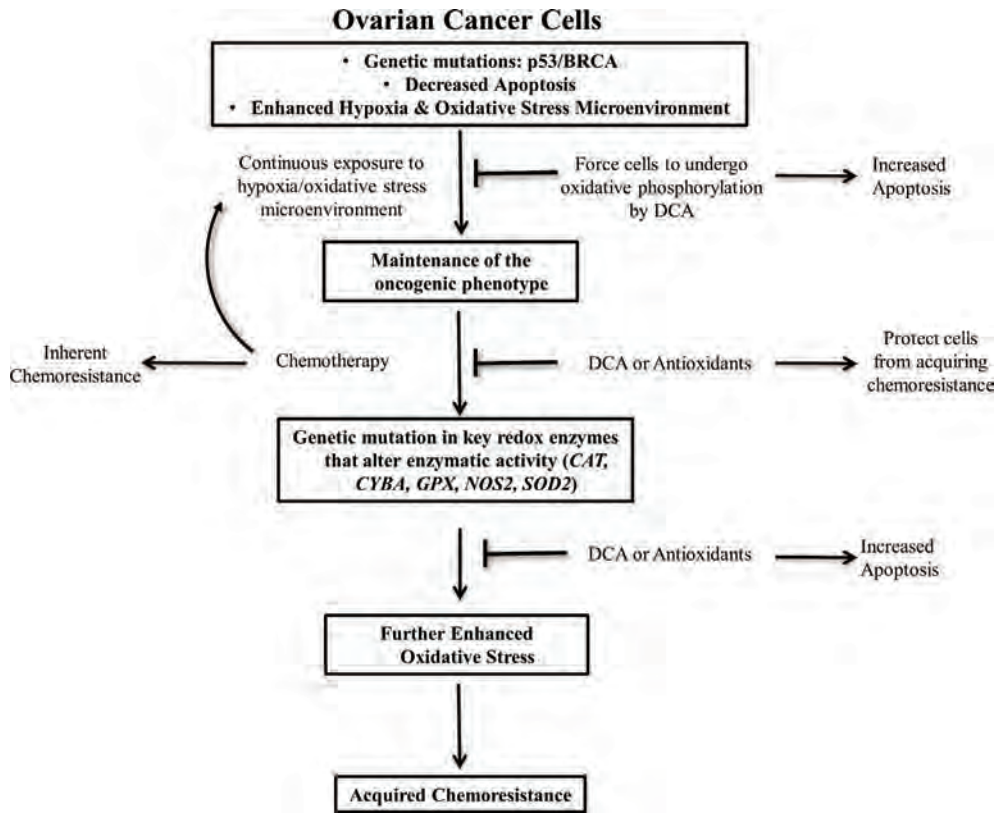 Ovarian Cancer Cells
• Genetic mutations: p53/BRCA
• Decreased Apoptosis
• Enhanced Hypoxia & Oxidative Stress Microenvironment
Continuous exposure to
hypoxia/oxidative stress
microenvironment
Force cells to undergo
oxidative phosphorylation
by DCA
Increased
Apoptosis
Maintenance of the
oncogenic phenotype
Inherent
Chemoresistance
Chemotherapy
DCA or Antioxidants
Protect cells
from acquiring
chemoresistance
Genetic mutation in key redox enzymes
that alter enzymatic activity (CAT,
CYBA, GPX, NOS2, SOD2)
DCA or Antioxidants
Increased
Apoptosis
Further Enhanced
Oxidative Stress
Acquired Chemoresistance